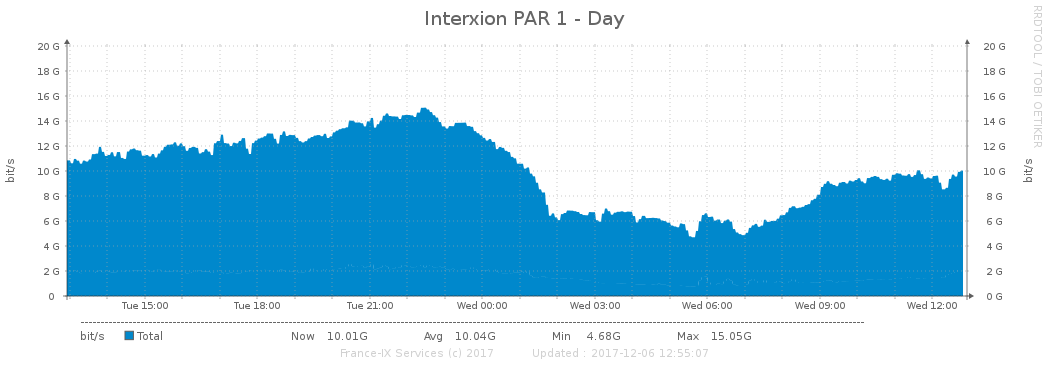 Interxion PAR 1 - Day
RRDTOOL / TOBI OETIKER
bit/s
20 G 20 G
18 G 18 G
16 G 16 G
14 G 14 G
12 G 12 G
10 G 10 G
8 G 8 G
6 G 6 G
4 G 4 G
2 G 2 G
0 0 G
bit/s
Tue 15:00 Tue 18:00 Tue 21:00 Wed 00:00 Wed 03:00 Wed 06:00 Wed 09:00 Wed 12:00
bit/s Total Now 10.01G Avg 10.04G Min 4.68G Max 15.05G
France-IX Services (c) 2017 Updated : 2017-12-06 12:55:07